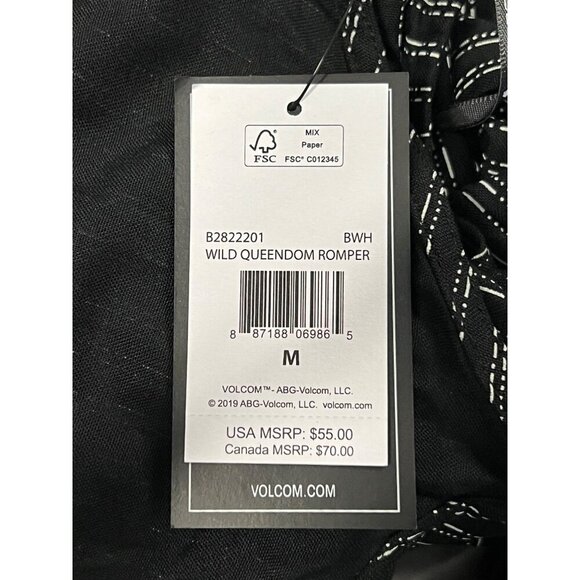 MIX
Paper
FSC
FSC® C012345
B2822201 BWH
WILD QUEENDOM ROMPER
8 87188 06986 5
M
VOLCOM™- ABG-Volcom, LLC.
© 2019 ABG-Volcom, LLC. volcom.com
USA MSRP: $55.00
Canada MSRP: $70.00
VOLCOM.COM